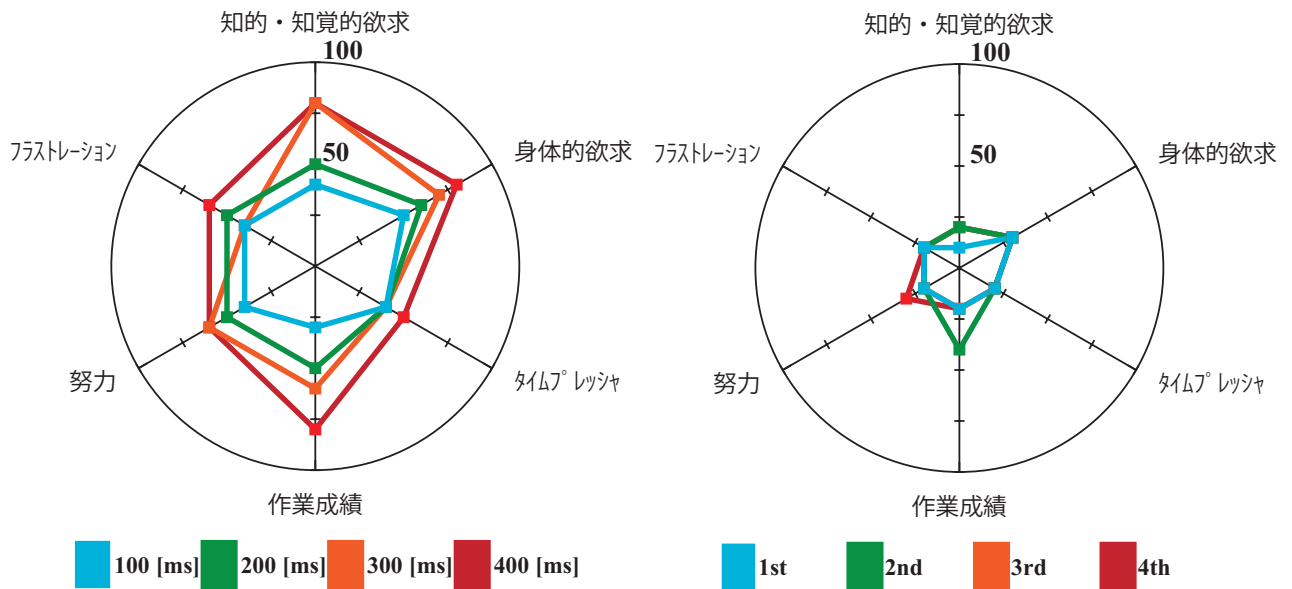 知的・知覚的欲求
100
50
身体的欲求
ﾀｲﾑﾌﾟﾚｯｼｬ
作業成績
努力
ﾌﾗｽﾄﾚｰｼｮﾝ
100 [ms]
200 [ms]
300 [ms]
400 [ms]
知的・知覚的欲求
100
50
身体的欲求
ﾀｲﾑﾌﾟﾚｯｼｬ
作業成績
努力
ﾌﾗｽﾄﾚｰｼｮﾝ
1st
2nd
3rd
4th